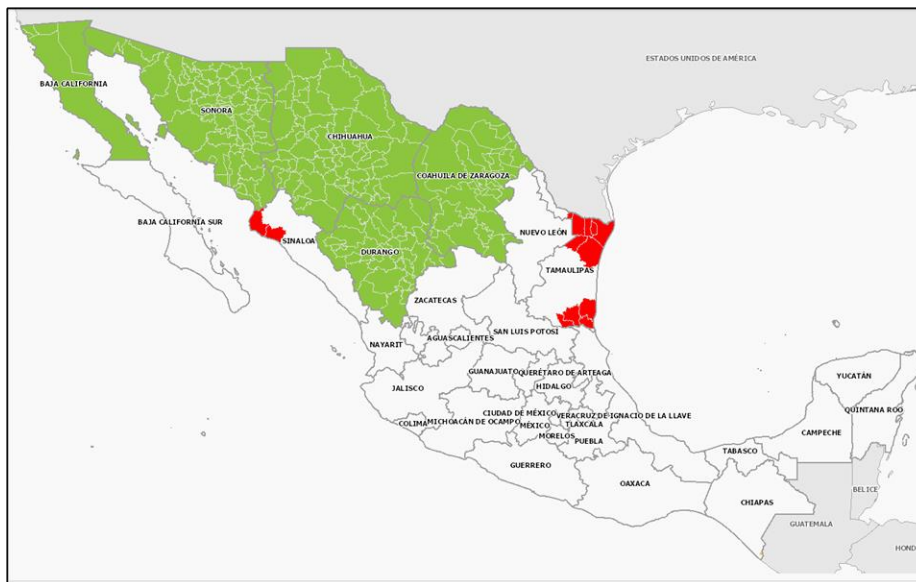 ESTADOS UNIDOS DE AMÉRICA
BAJA CALIFORNIA
SONORA
CHIHUAHUA
COAHUILA DE ZARAGOZA
BAJA CALIFORNIA SUR
SINALOA
NUEVO LEÓN
DURANGO
TAMAULIPAS
ZACATECAS
SAN LUIS POTOSÍ
NAYARIT
AGUASCALIENTES
GUANAJUATO
QUERÉTARO DE ARTEAGA
HIDALGO
JALISCO
YUCATÁN
QUINTANA ROO
COLIMA
MICHOACÁN DE OCAMPO
CIUDAD DE MÉXICO
VERACRUZ DE IGNACIO DE LA LLAVE
MÉXICO
TLAXCALA
MORELOS
PUEBLA
CAMPECHE
TABASCO
GUERRERO
OAXACA
CHIAPAS
BELICE
GUATEMALA
HOND